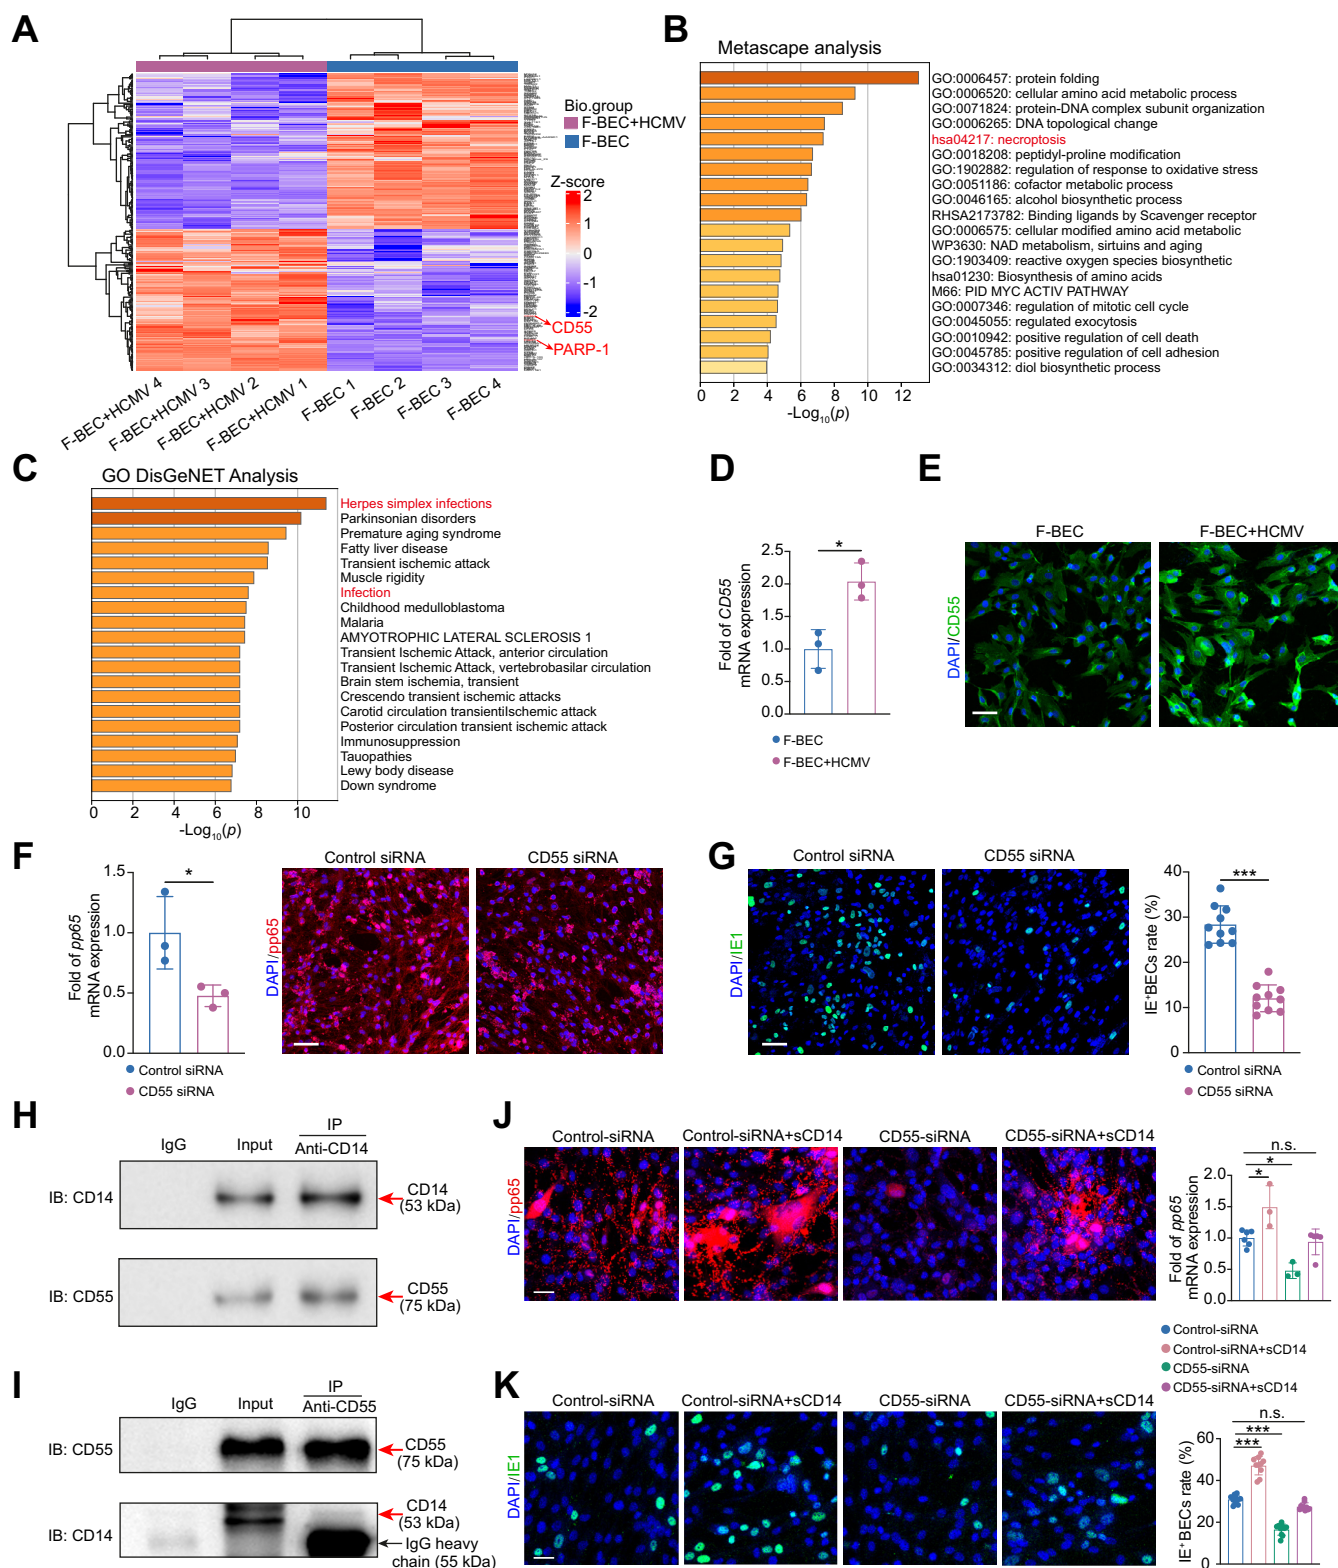 A
Bio.group
F-BEC+HCMV
F-BEC
Z-score
2
1
0
-1
-2
CD55
PARP-1
F-BEC+HCMV 4
F-BEC+HCMV 3
F-BEC+HCMV 2
F-BEC+HCMV 1
F-BEC 1
F-BEC 2
F-BEC 3
F-BEC 4
B
Metascape analysis
GO:0006457: protein folding
GO:0006520: cellular amino acid metabolic process
GO:0071824: protein-DNA complex subunit organization
GO:0006265: DNA topological change
hsa04217: necroptosis
GO:0018208: peptidyl-proline modification
GO:1902882: regulation of response to oxidative stress
GO:0051186: cofactor metabolic process
GO:0046165: alcohol biosynthetic process
RHSA2173782: Binding ligands by Scavenger receptor
GO:0006575: cellular modified amino acid metabolic
WP3630: NAD metabolism, sirtuins and aging
GO:1903409: reactive oxygen species biosynthetic
hsa01230: Biosynthesis of amino acids
M66: PID MYC ACTIV PATHWAY
GO:0007346: regulation of mitotic cell cycle
GO:0045055: regulated exocytosis
GO:0010942: positive regulation of cell death
GO:0045785: positive regulation of cell adhesion
GO:0034312: diol biosynthetic process
0 2 4 6 8 10 12
-Log10(p)
C
GO DisGeNET Analysis
Herpes simplex infections
Parkinsonian disorders
Premature aging syndrome
Fatty liver disease
Transient ischemic attack
Muscle rigidity
Infection
Childhood medulloblastoma
Malaria
AMYOTROPHIC LATERAL SCLEROSIS 1
Transient Ischemic Attack, anterior circulation
Transient Ischemic Attack, vertebrobasilar circulation
Brain stem ischemia, transient
Crescendo transient ischemic attacks
Carotid circulation transientilschemic attack
Posterior circulation transient ischemic attack
Immunosuppression
Tauopathies
Lewy body disease
Down syndrome
0 2 4 6 8 10
-Log10(p)
D
Fold of CD55
mRNA expression
2.5
2.0
1.5
1.0
0.5
0.0
*
F-BEC
F-BEC+HCMV
E
F-BEC F-BEC+HCMV
DAPI/CD55
F
Fold of pp65
mRNA expression
1.5
1.0
0.5
0.0
*
Control siRNA
CD55 siRNA
Control siRNA CD55 siRNA
DAPI/pp65
G
Control siRNA CD55 siRNA
DAPI/IE1
IE+BECs rate (%)
40
30
20
10
0
***
Control siRNA
CD55 siRNA
H
IgG Input IP
Anti-CD14
IB: CD14
CD14
(53 kDa)
IB: CD55
CD55
(75 kDa)
I
IgG Input IP
Anti-CD55
IB: CD55
CD55
(75 kDa)
IB: CD14
CD14
(53 kDa)
IgG heavy
chain (55 kDa)
J
Control-siRNA Control-siRNA+sCD14 CD55-siRNA CD55-siRNA+sCD14
DAPI/pp65
Fold of pp65
mRNA expression
2.0
1.5
1.0
0.5
0.0
n.s.
*
*
Control-siRNA
Control-siRNA+sCD14
CD55-siRNA
CD55-siRNA+sCD14
K
Control-siRNA Control-siRNA+sCD14 CD55-siRNA CD55-siRNA+sCD14
DAPI/IE1
IE+BECs rate (%)
60
40
20
0
n.s.
***
***